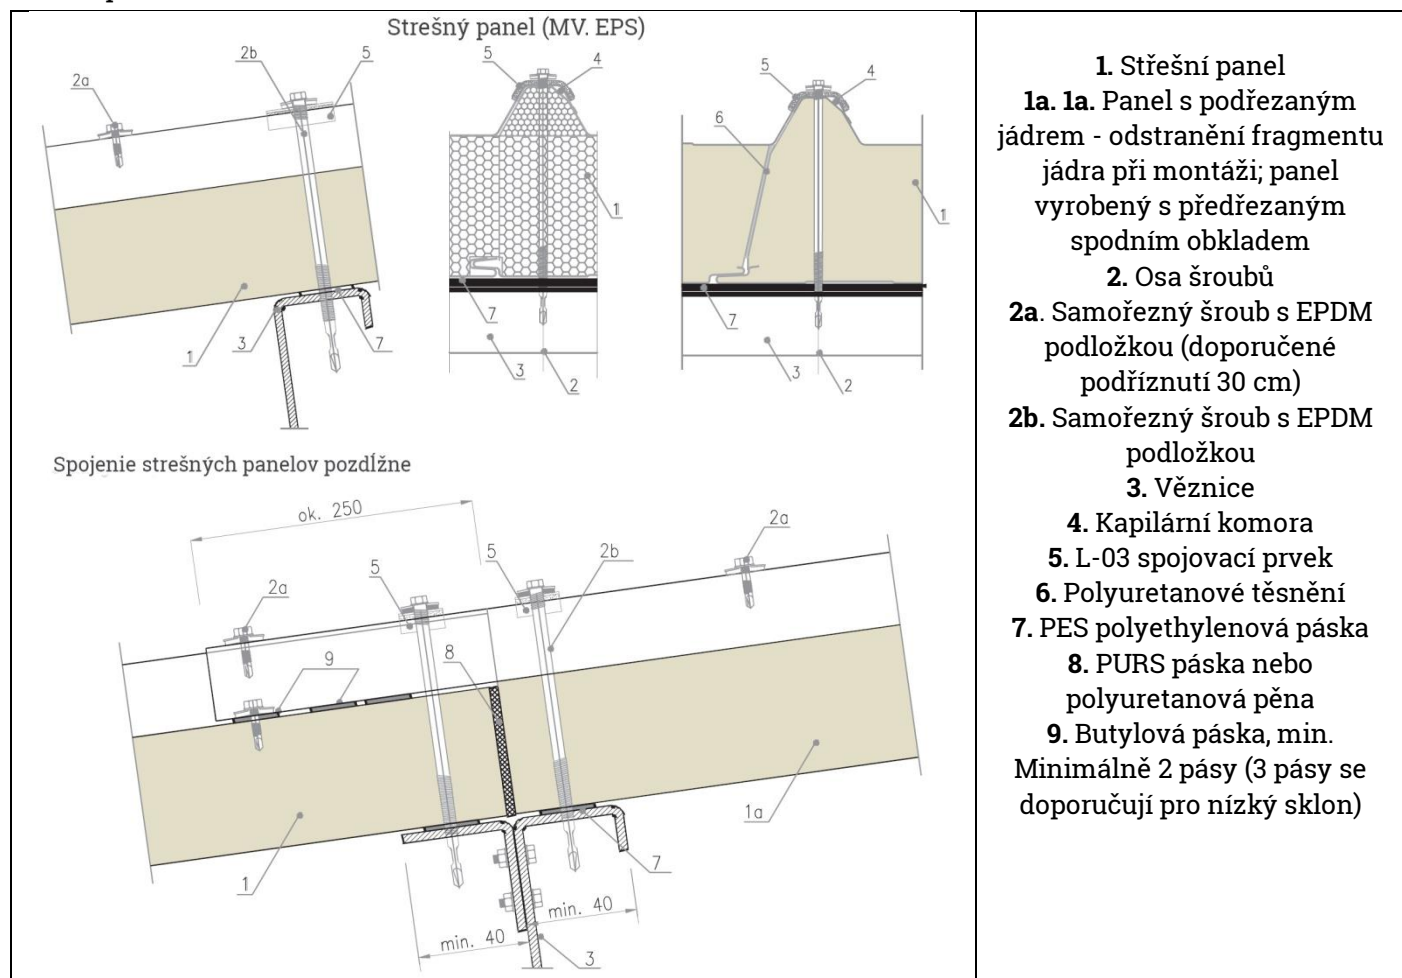 Strešný panel (MV. EPS)
2a
2b
5
1
3
1
7
5
4
1
7
3
2
5
4
6
1
7
3
2
Spojenie strešných panelov pozdĺžne
ok. 250
2a
5
5
2b
2a
9
8
1
1a
7
min. 40
min. 40
3
1. Střešní panel
1a. 1a. Panel s podřezaným
jádrem - odstranění fragmentu
jádra při montáži; panel
vyrobený s předřezaným
spodním obkladem
2. Osa šroubů
2a. Samořezný šroub s EPDM
podložkou (doporučené
podříznutí 30 cm)
2b. Samořezný šroub s EPDM
podložkou
3. Věznice
4. Kapilární komora
5. L-03 spojovací prvek
6. Polyuretanové těsnění
7. PES polyethylenová páska
8. PURS páska nebo
polyuretanová pěna
9. Butylová páska, min.
Minimálně 2 pásy (3 pásy se
doporučují pro nízký sklon)